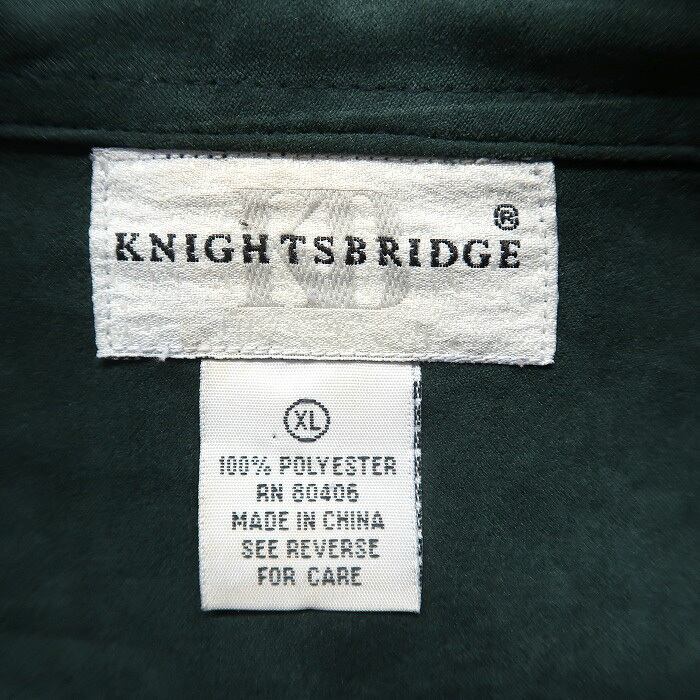 ®
KNIGHTSBRIDGE
XL
100% POLYESTER
RN 80406
MADE IN CHINA
SEE REVERSE
FOR CARE